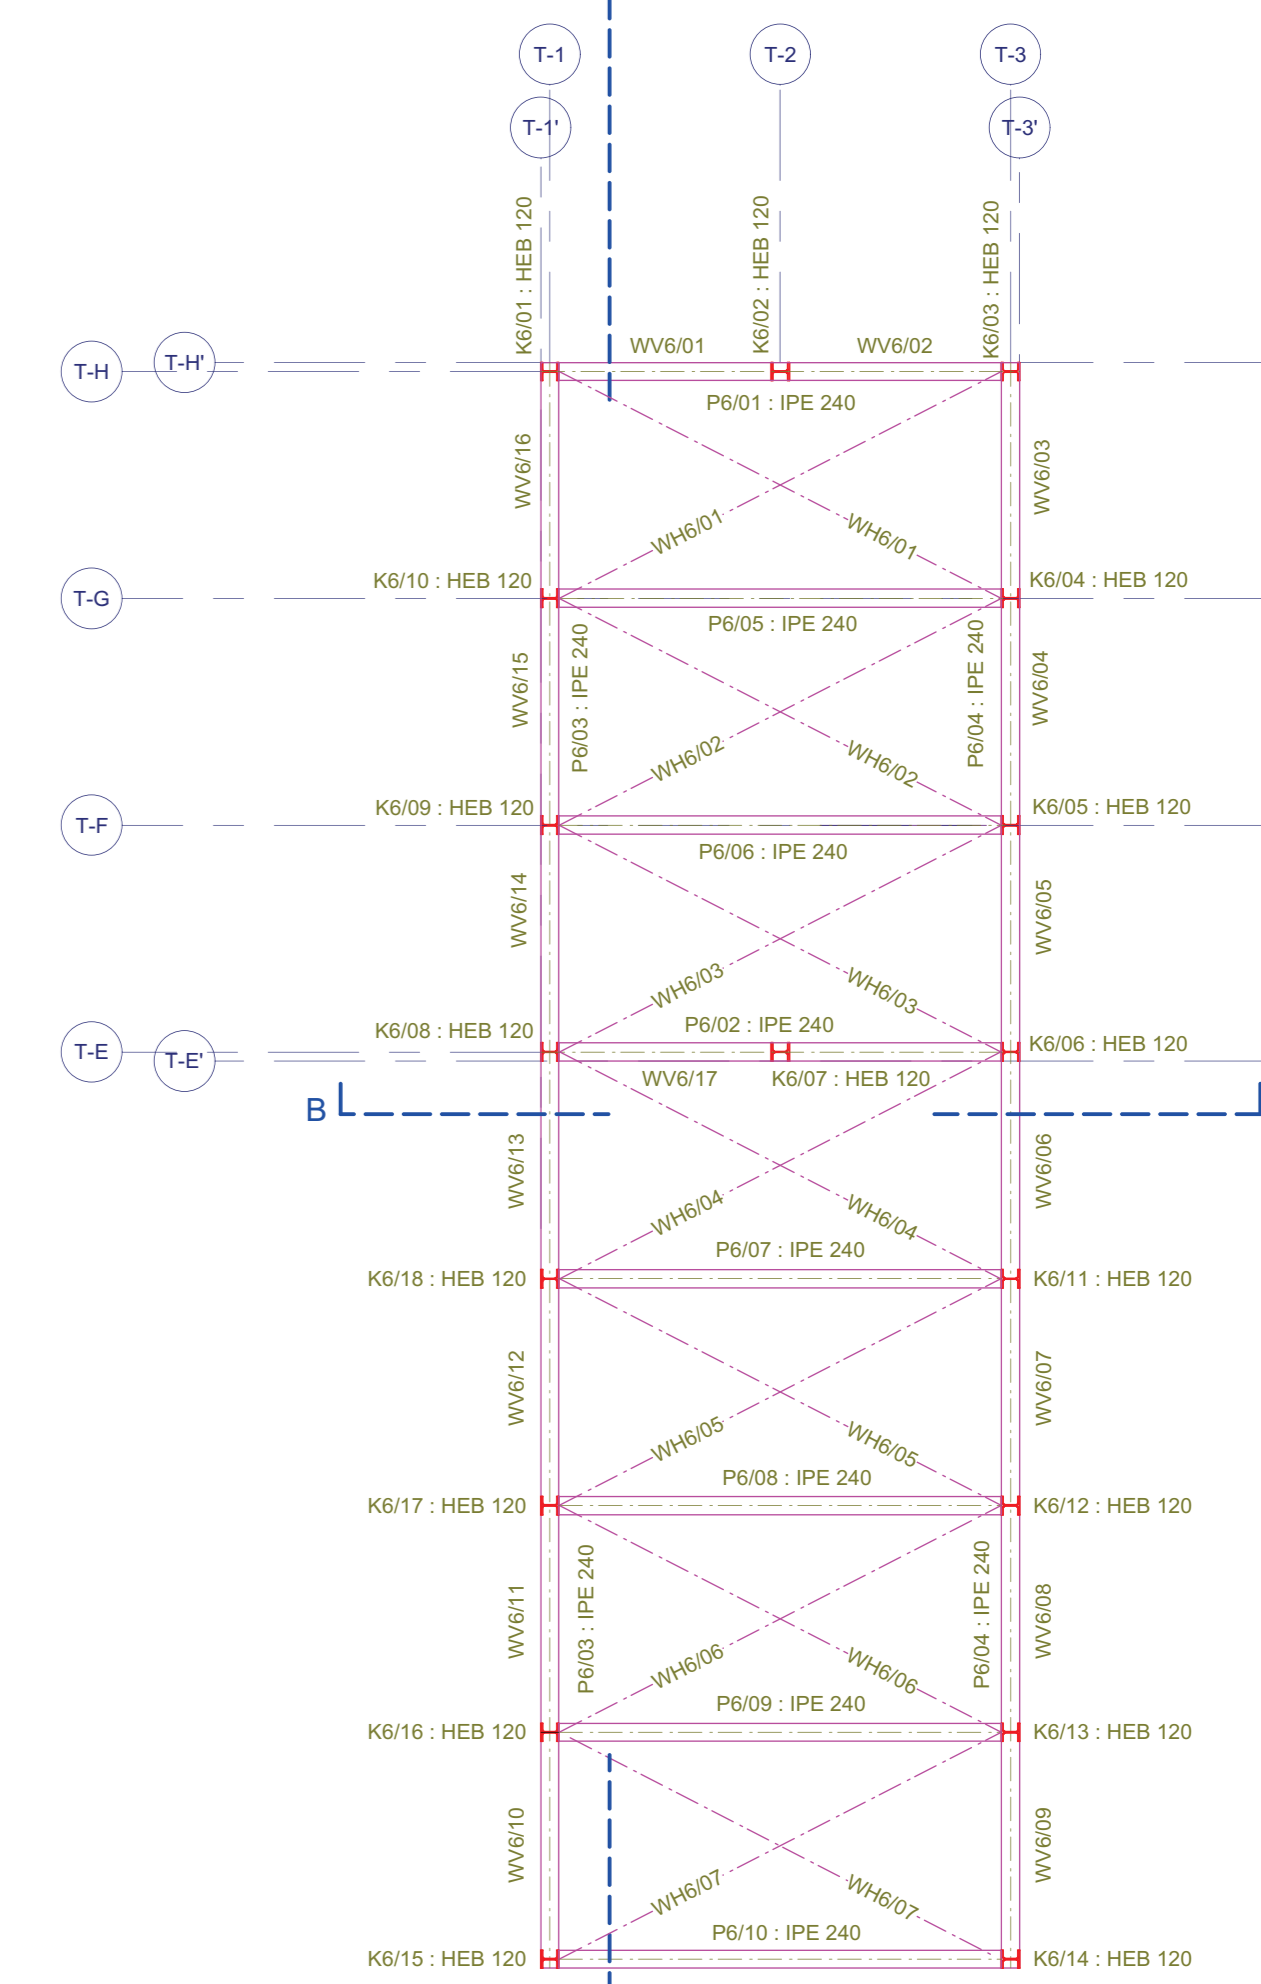 T-1
T-2
T-3
T-1'
T-3'
K6/01 : HEB 120
K6/02 : HEB 120
K6/03 : HEB 120
WV6/01
WV6/02
T-H
T-H'
P6/01 : IPE 240
WV6/16
WV6/03
WH6/01
WH6/01
K6/10 : HEB 120
K6/04 : HEB 120
T-G
P6/05 : IPE 240
WV6/15
P6/03 : IPE 240
P6/04 : IPE 240
WV6/04
WH6/02
WH6/02
K6/09 : HEB 120
K6/05 : HEB 120
T-F
P6/06 : IPE 240
WV6/14
WV6/05
WH6/03
WH6/03
K6/08 : HEB 120
P6/02 : IPE 240
K6/06 : HEB 120
T-E
T-E'
WV6/17
K6/07 : HEB 120
B
WV6/13
WV6/06
WH6/04
WH6/04
P6/07 : IPE 240
K6/18 : HEB 120
K6/11 : HEB 120
WV6/12
WV6/07
WH6/05
WH6/05
P6/08 : IPE 240
K6/17 : HEB 120
K6/12 : HEB 120
WV6/11
P6/03 : IPE 240
P6/04 : IPE 240
WV6/08
WH6/06
WH6/06
P6/09 : IPE 240
K6/16 : HEB 120
K6/13 : HEB 120
WV6/10
WV6/09
WH6/07
WH6/07
P6/10 : IPE 240
K6/15 : HEB 120
K6/14 : HEB 120